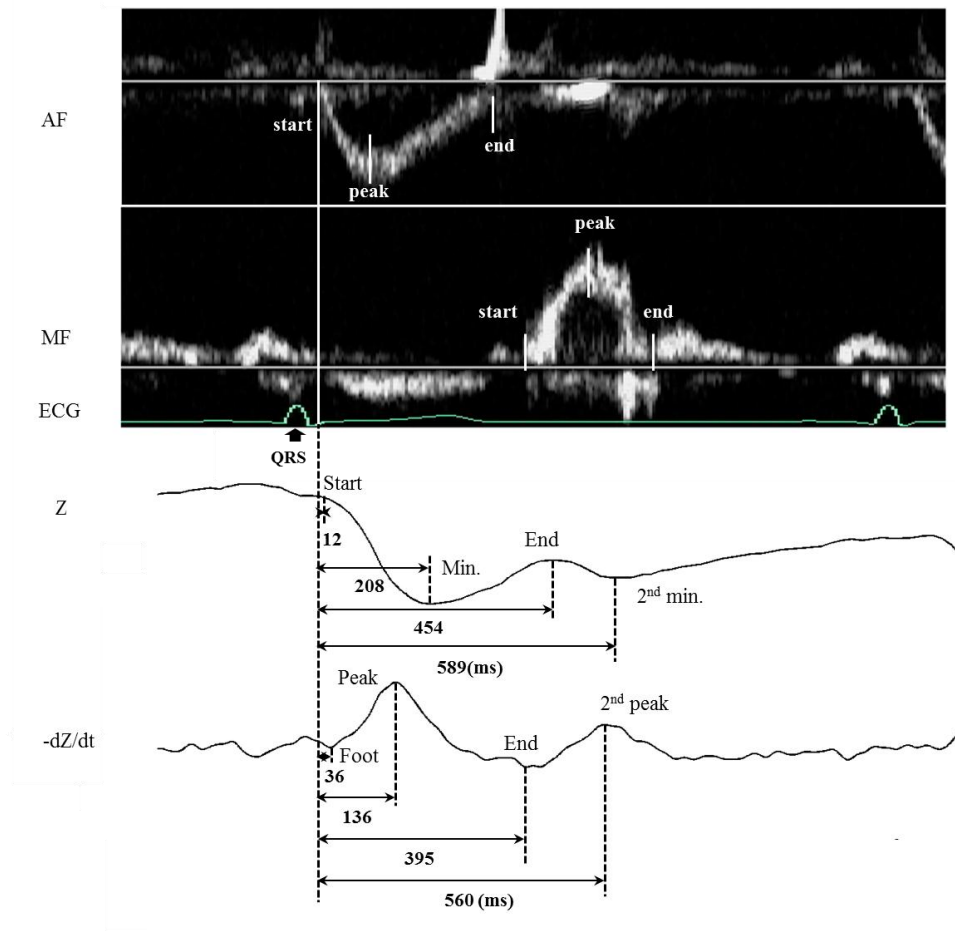 AF
start
peak
end
peak
MF
start
end
ECG
QRS
Z
Start
12
End
Min.
208
2nd min.
454
589(ms)
Peak
2nd peak
-dZ/dt
Foot
End
36
136
395
560 (ms)